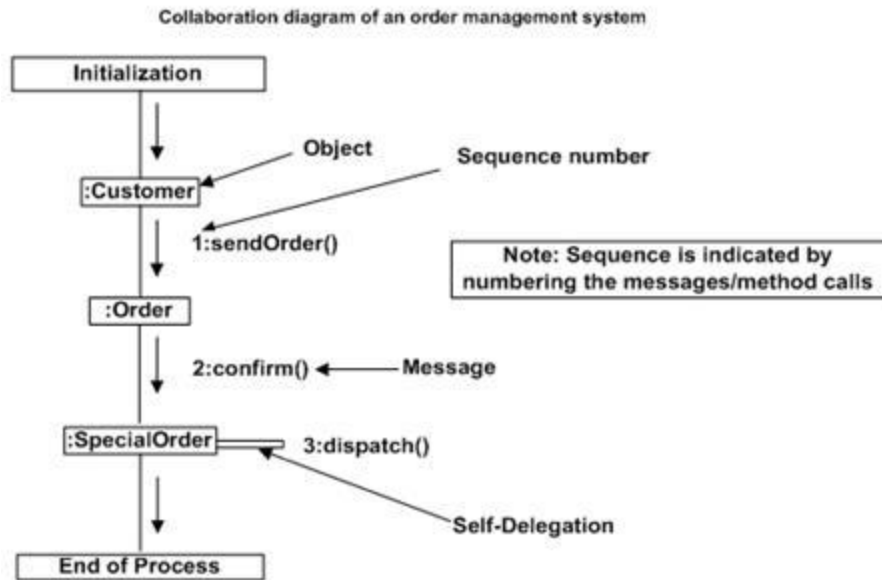 Collaboration diagram of an order management system
Initialization
Object
Sequence number
:Customer
1:sendOrder()
Note: Sequence is indicated by
numbering the messages/method calls
:Order
2:confirm()
Message
:SpecialOrder
3:dispatch()
Self-Delegation
End of Process